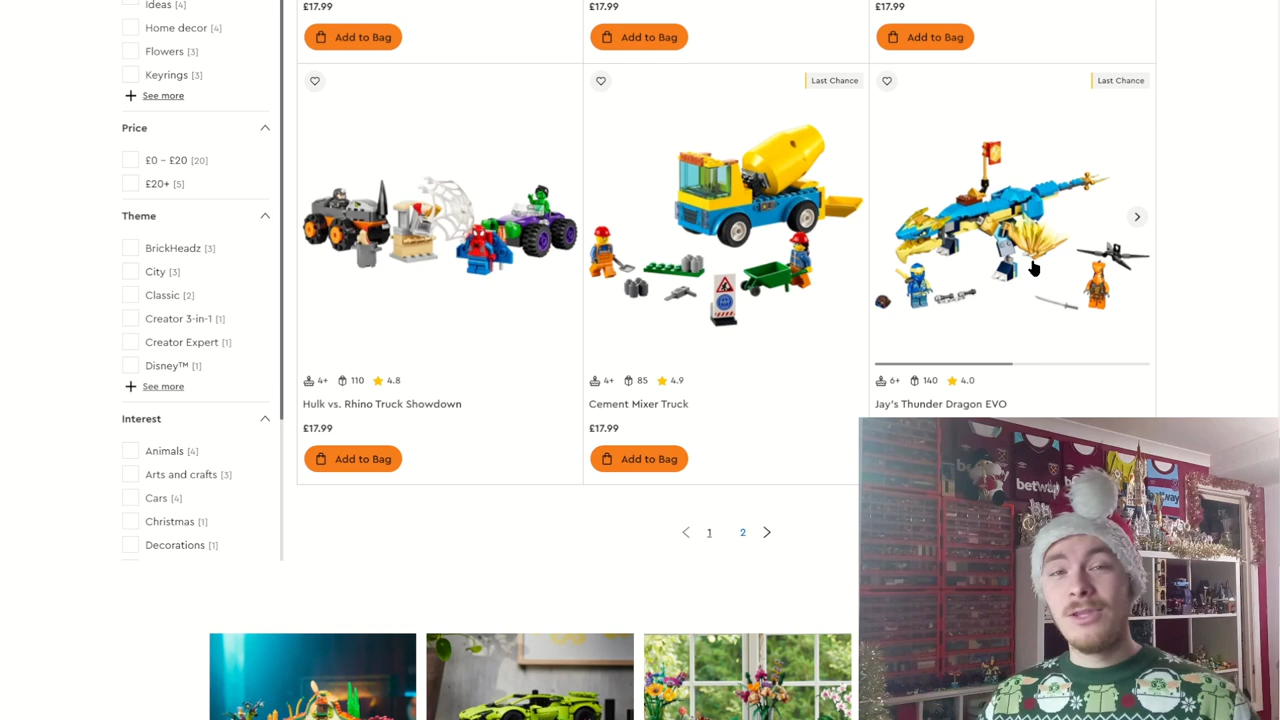 Ideas [4]
Home decor [4]
Flowers [3]
Keyrings [3]
See more
Price
£0 – £20 [20]
£20+ [5]
Theme
BrickHeadz [3]
City [3]
Classic [2]
Creator 3-in-1 [1]
Creator Expert [1]
Disney™ [1]
See more
Interest
Animals [4]
Arts and crafts [3]
Cars [4]
Christmas [1]
Decorations [1]
£17.99
Add to Bag
£17.99
Add to Bag
£17.99
Add to Bag
4+ 110 4.8
Hulk vs. Rhino Truck Showdown
£17.99
Add to Bag
Last Chance
4+ 85 4.9
Cement Mixer Truck
£17.99
Add to Bag
Last Chance
6+ 140 4.0
Jay's Thunder Dragon EVO
1 2
betway
betway